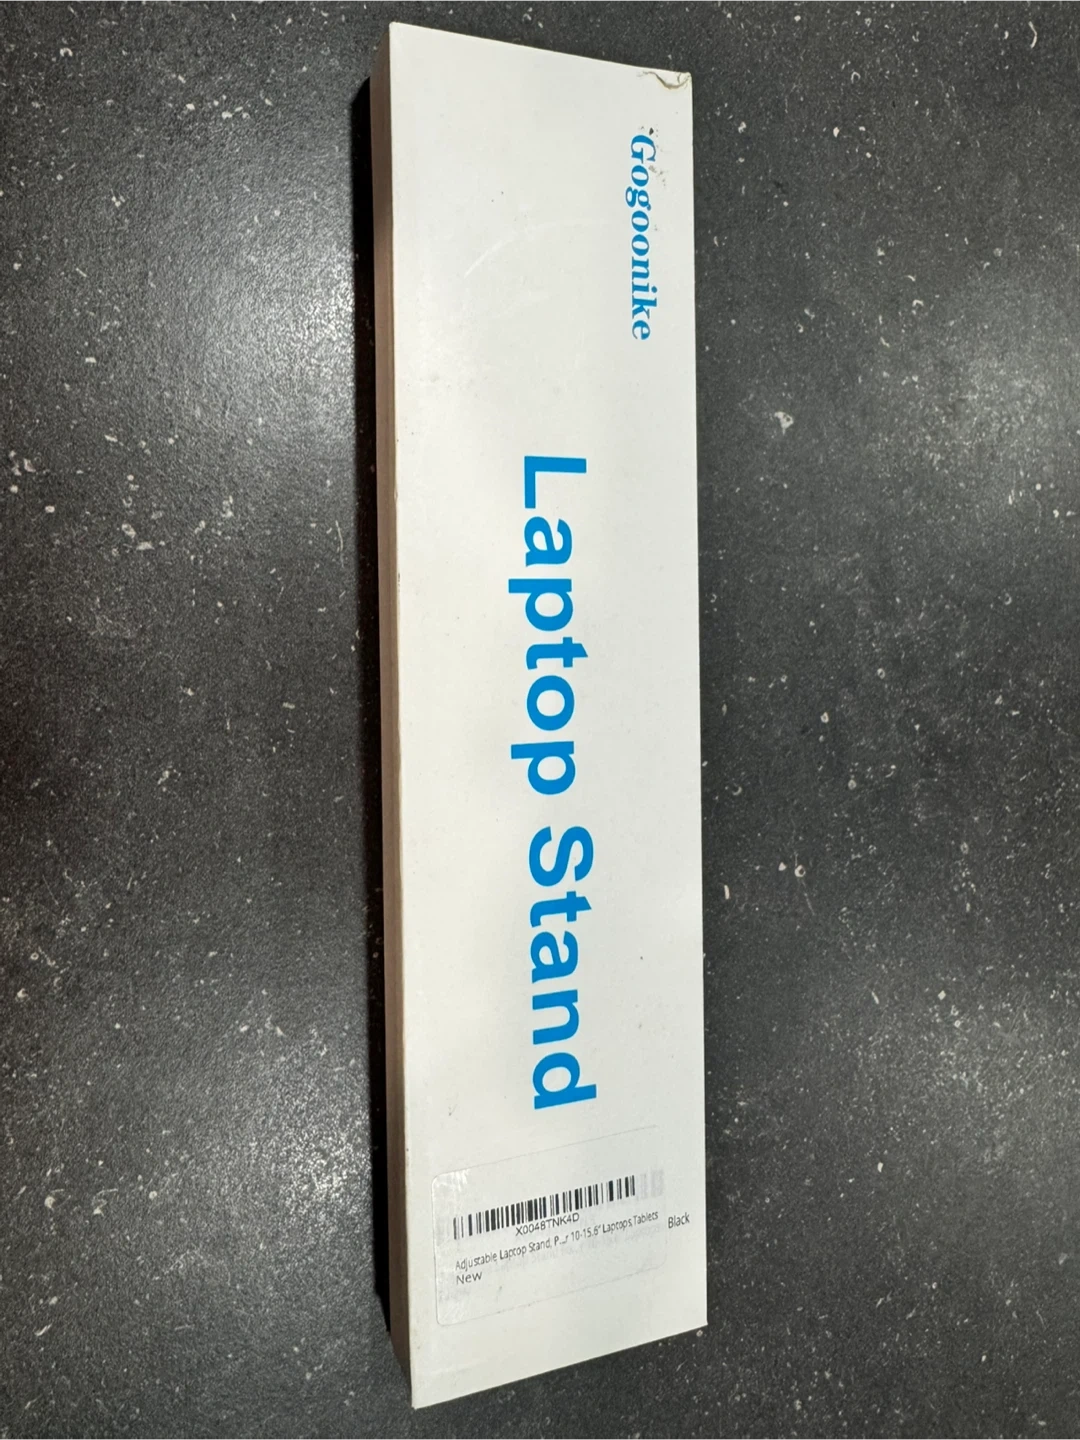 Gogoonike
Laptop Stand
X0048TNK4D
Adjustable Laptop Stand, P...r 10-15.6" Laptops,Tablets
New
Black